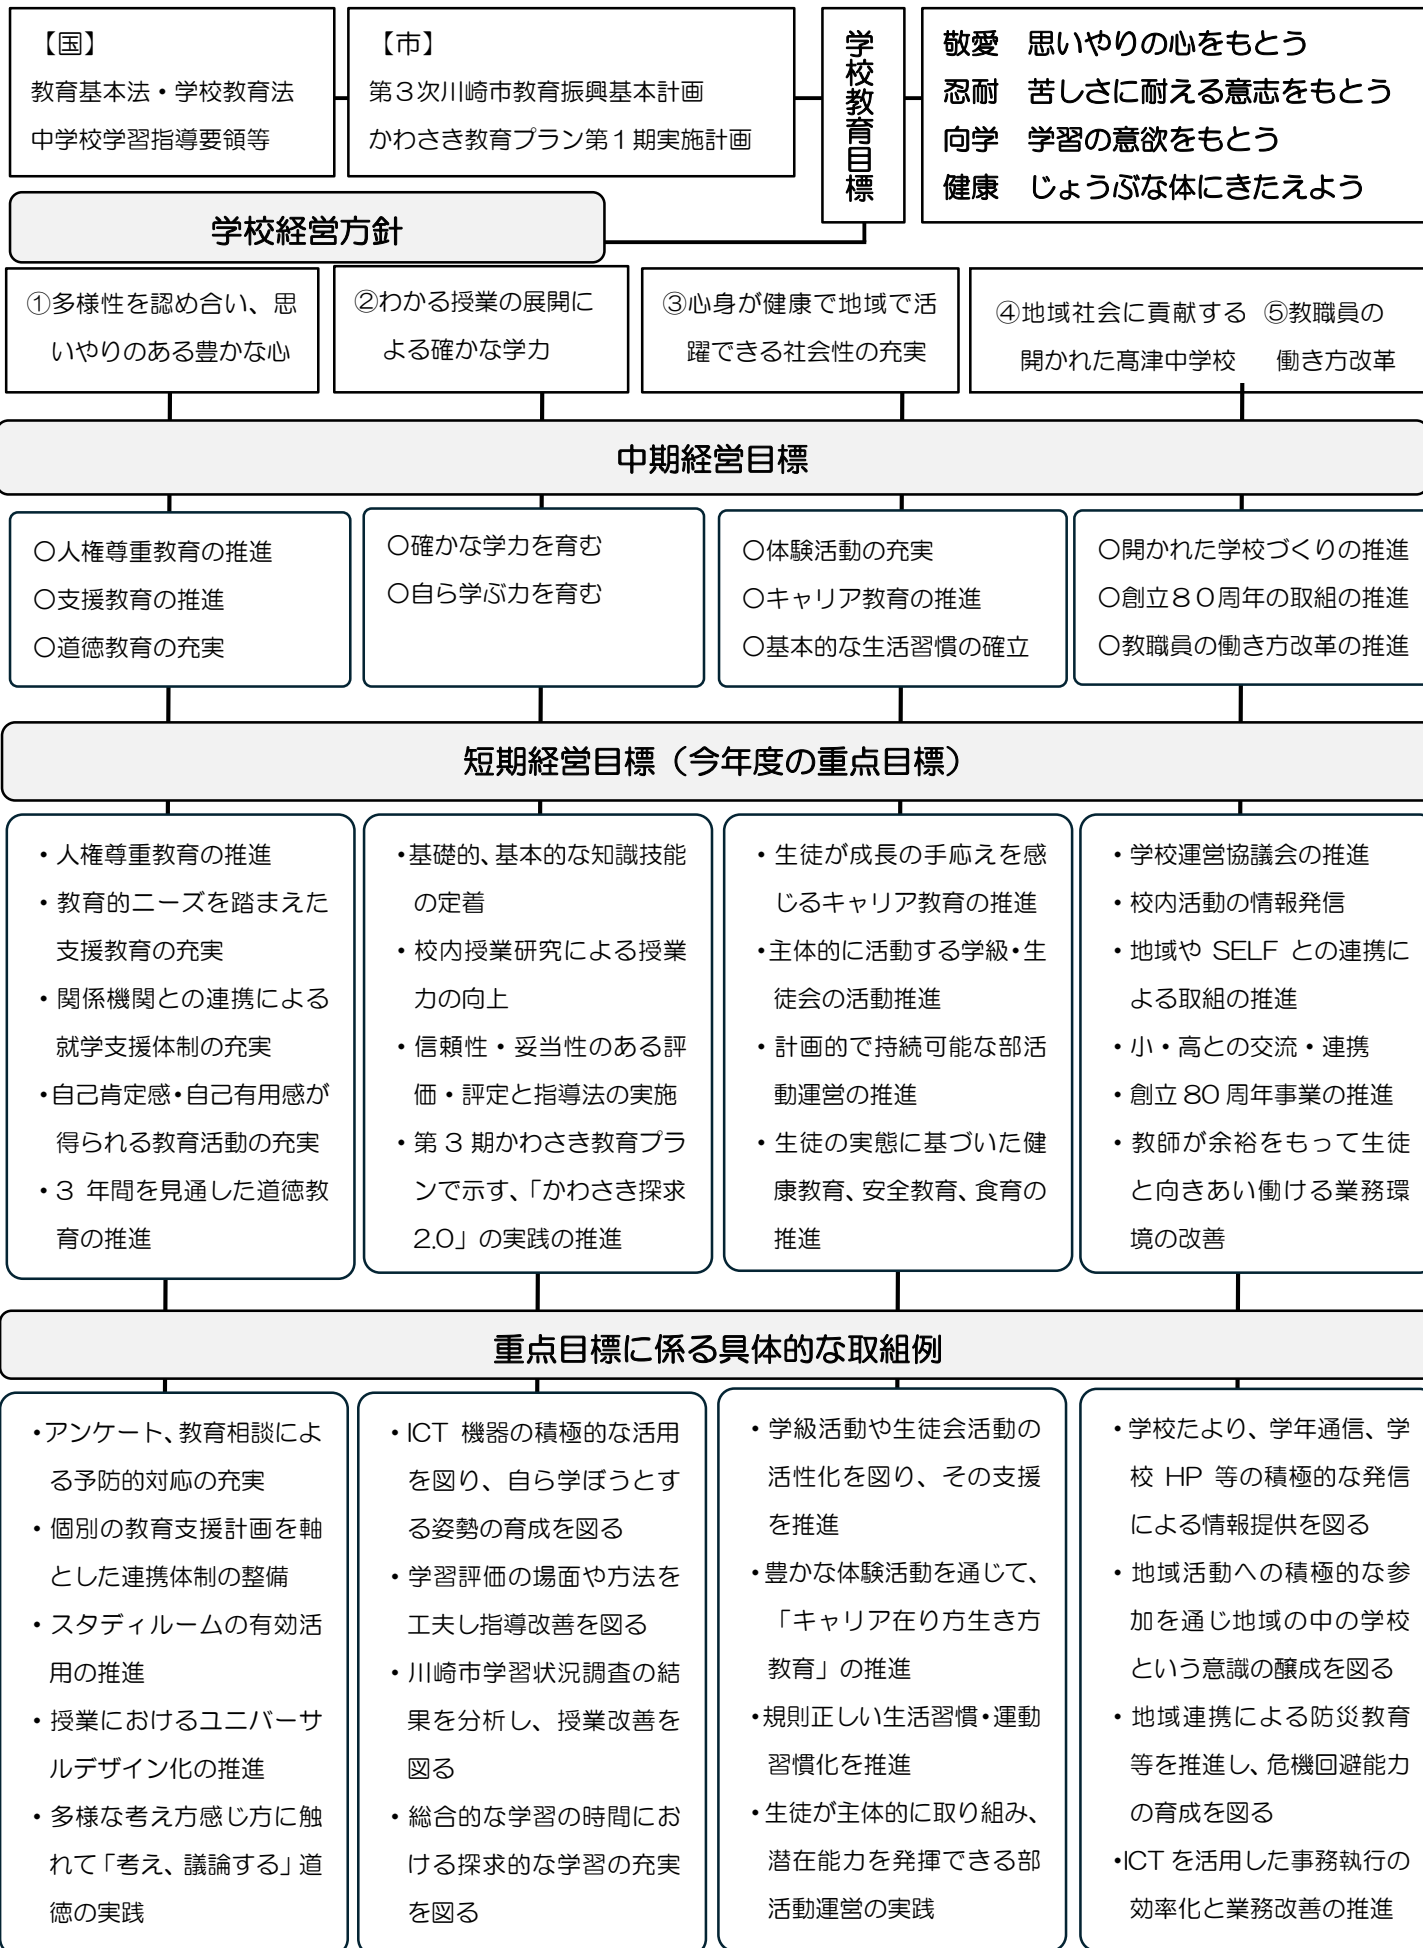 【国】
教育基本法・学校教育法
中学校学習指導要領等
【市】
第３次川崎市教育振興基本計画
かわさき教育プラン第１期実施計画
学校教育目標
敬愛　思いやりの心をもとう
忍耐　苦しさに耐える意志をもとう
向学　学習の意欲をもとう
健康　じょうぶな体にきたえよう
学校経営方針
①多様性を認め合い、思
いやりのある豊かな心
②わかる授業の展開に
よる確かな学力
③心身が健康で地域で活
躍できる社会性の充実
④地域社会に貢献する
開かれた髙津中学校
⑤教職員の
働き方改革
中期経営目標
○人権尊重教育の推進
○支援教育の推進
○道徳教育の充実
○確かな学力を育む
○自ら学ぶ力を育む
○体験活動の充実
○キャリア教育の推進
○基本的な生活習慣の確立
○開かれた学校づくりの推進
○創立８０周年の取組の推進
○教職員の働き方改革の推進
短期経営目標（今年度の重点目標）
・人権尊重教育の推進
・教育的ニーズを踏まえた
支援教育の充実
・関係機関との連携による
就学支援体制の充実
・自己肯定感・自己有用感が
得られる教育活動の充実
・3 年間を見通した道徳教
育の推進
・基礎的、基本的な知識技能
の定着
・校内授業研究による授業
力の向上
・信頼性・妥当性のある評
価・評定と指導法の実施
・第 3 期かわさき教育プラ
ンで示す、「かわさき探求
2.0」の実践の推進
・生徒が成長の手応えを感
じるキャリア教育の推進
・主体的に活動する学級・生
徒会の活動推進
・計画的で持続可能な部活
動運営の推進
・生徒の実態に基づいた健
康教育、安全教育、食育の
推進
・学校運営協議会の推進
・校内活動の情報発信
・地域や SELF との連携に
よる取組の推進
・小・高との交流・連携
・創立 80 周年事業の推進
・教師が余裕をもって生徒
と向きあい働ける業務環
境の改善
重点目標に係る具体的な取組例
・アンケート、教育相談によ
る予防的対応の充実
・個別の教育支援計画を軸
とした連携体制の整備
・スタディルームの有効活
用の推進
・授業におけるユニバーサ
ルデザイン化の推進
・多様な考え方感じ方に触
れて「考え、議論する」道
徳の実践
・ICT 機器の積極的な活用
を図り、自ら学ぼうとす
る姿勢の育成を図る
・学習評価の場面や方法を
工夫し指導改善を図る
・川崎市学習状況調査の結
果を分析し、授業改善を
図る
・総合的な学習の時間にお
ける探求的な学習の充実
を図る
・学級活動や生徒会活動の
活性化を図り、その支援
を推進
・豊かな体験活動を通じて、
「キャリア在り方生き方
教育」の推進
・規則正しい生活習慣・運動
習慣化を推進
・生徒が主体的に取り組み、
潜在能力を発揮できる部
活動運営の実践
・学校たより、学年通信、学
校 HP 等の積極的な発信
による情報提供を図る
・地域活動への積極的な参
加を通じ地域の中の学校
という意識の醸成を図る
・地域連携による防災教育
等を推進し、危機回避能力
の育成を図る
・ICT を活用した事務執行の
効率化と業務改善の推進